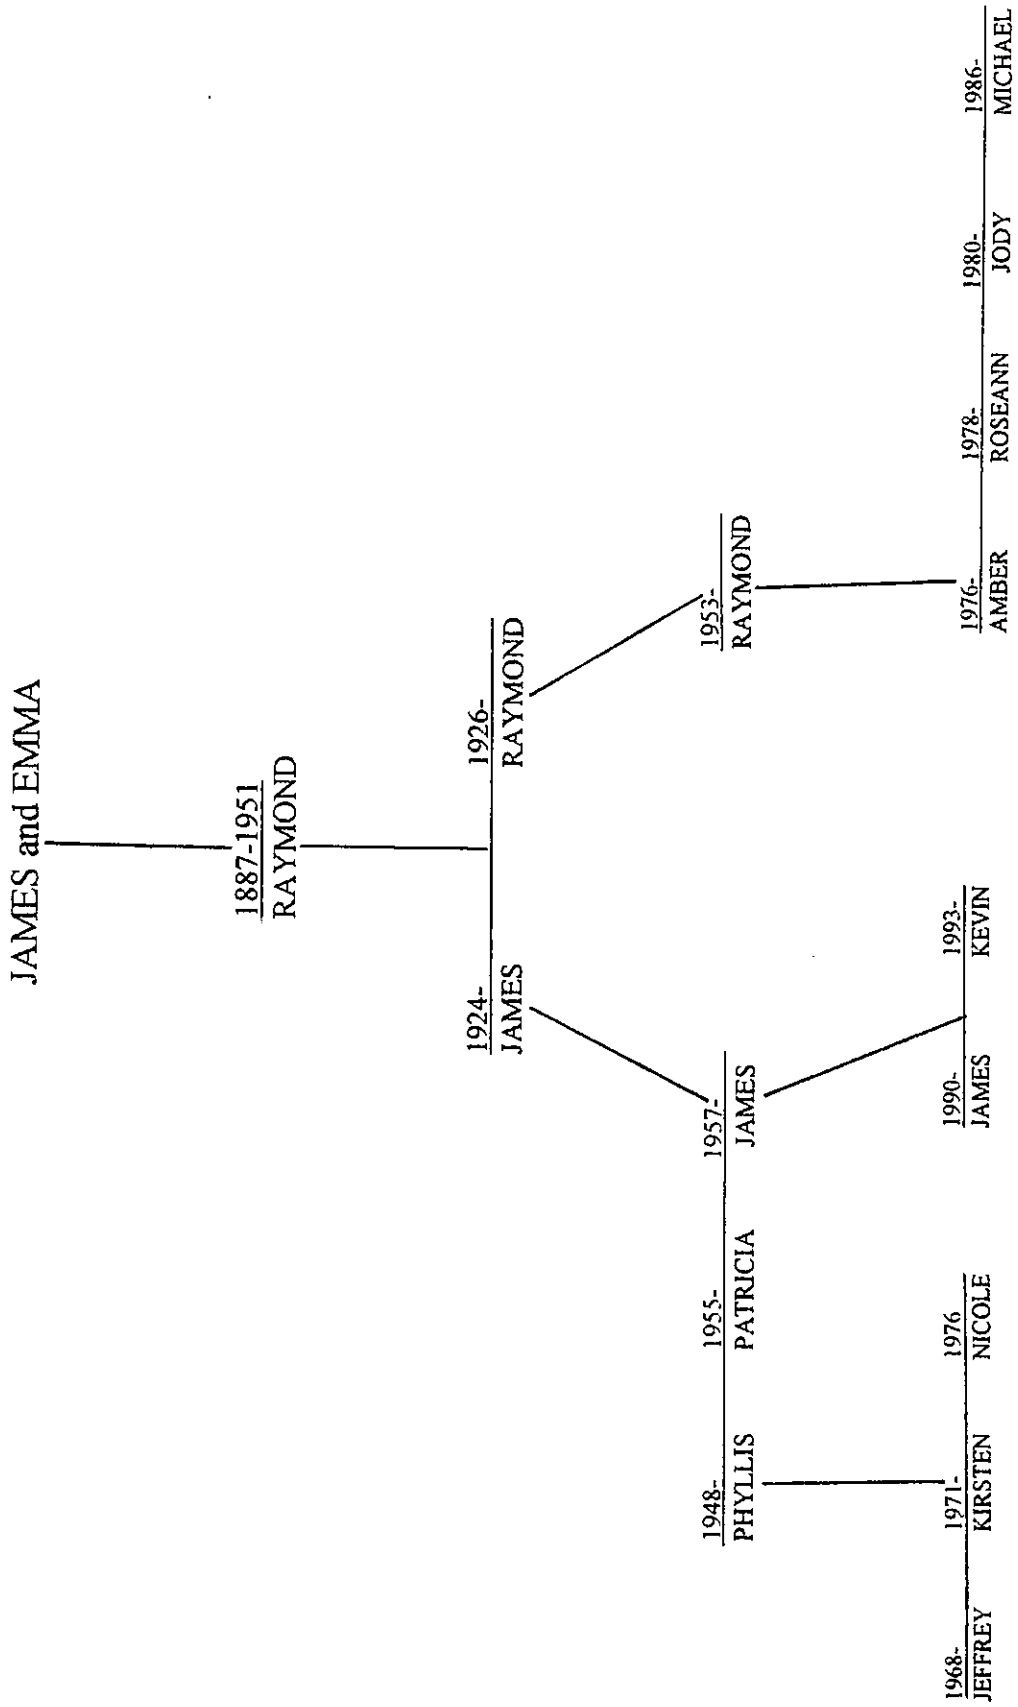 JAMES and EMMA
1887-1951
RAYMOND
1924- 1926-
JAMES RAYMOND
1948- 1955- 1957- 1953-
PHYLLIS PATRICIA JAMES RAYMOND
1968- 1971- 1976 1990- 1993- 1976- 1978- 1980- 1986-
JEFFREY KIRSTEN NICOLE JAMES KEVIN AMBER ROSEANN JODY MICHAEL